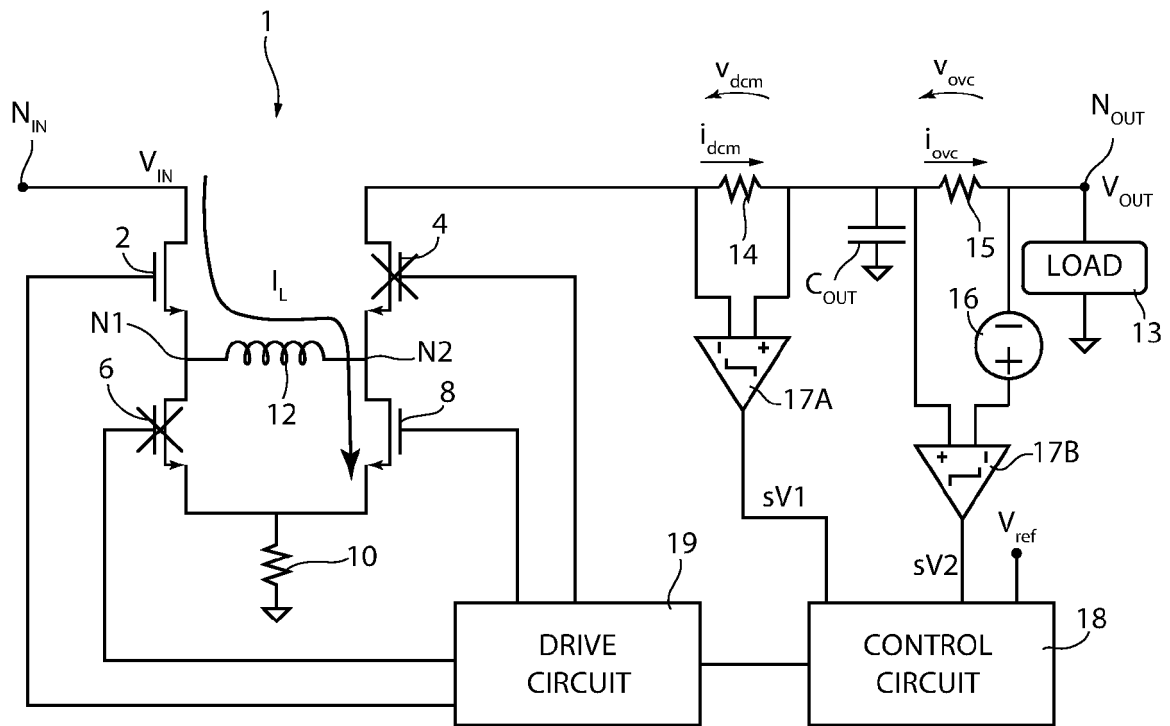 1
v_dcm
v_ovc
N_IN
N_OUT
V_IN
i_dcm
i_ovc
V_OUT
2
4
14
15
C_OUT
LOAD
I_L
16
13
−
+
N1
N2
6
12
8
− +
17A
+ −
17B
sV1
V_ref
10
19
sV2
18
DRIVE
CIRCUIT
CONTROL
CIRCUIT